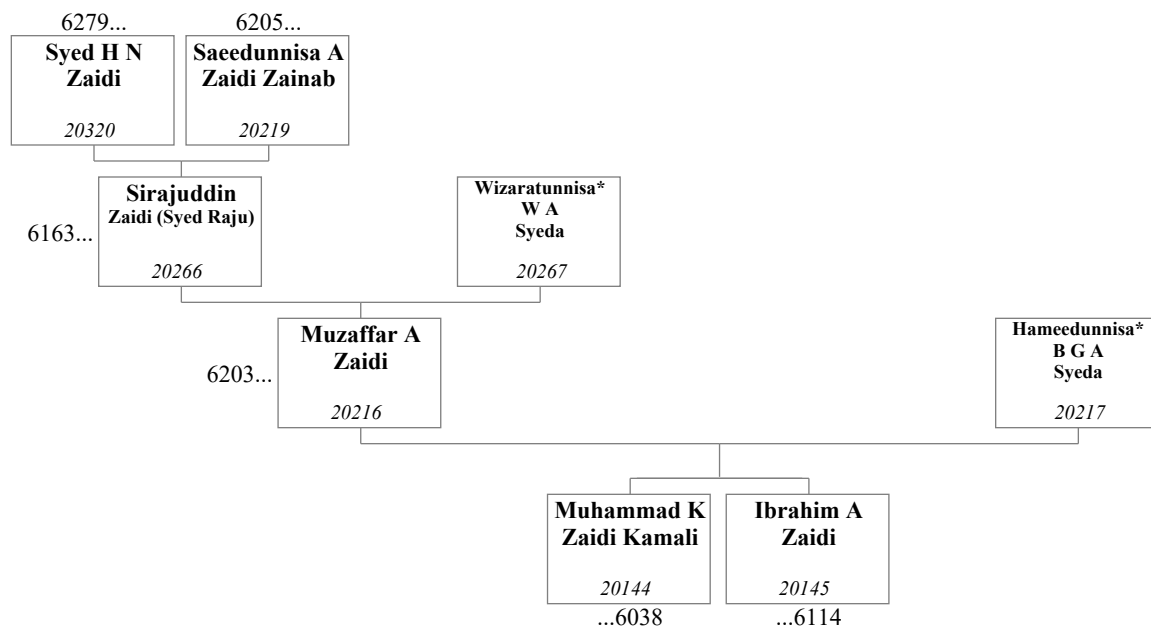 6279...
6205...
Syed H N
Zaidi
20320
Saeedunnisa A
Zaidi Zainab
20219
6163...
Sirajuddin
Zaidi (Syed Raju)
20266
Wizaratunnisa*
W A
Syeda
20267
6203...
Muzaffar A
Zaidi
20216
Hameedunnisa*
B G A
Syeda
20217
Muhammad K
Zaidi Kamali
20144
...6038
Ibrahim A
Zaidi
20145
...6114